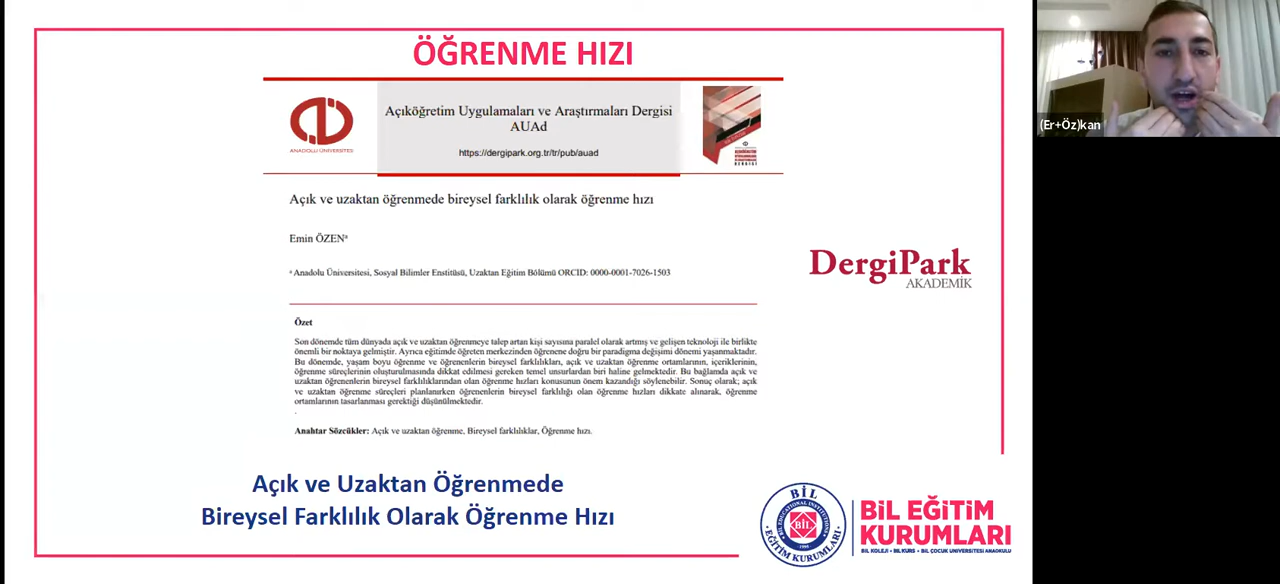 ÖĞRENME HIZI
ANADOLU ÜNİVERSİTESİ
Açıköğretim Uygulamaları ve Araştırmaları Dergisi
AUAd
https://dergipark.org.tr/tr/pub/auad
Açık ve uzaktan öğrenmede bireysel farklılık olarak öğrenme hızı
Emin ÖZENª
ª Anadolu Üniversitesi, Sosyal Bilimler Enstitüsü, Uzaktan Eğitim Bölümü ORCID: 0000-0001-7026-1503
Özet
Son dönemde tüm dünyada açık ve uzaktan öğrenmeye talep artan kişi sayısına paralel olarak artmış ve gelişen teknoloji ile birlikte
önemli bir noktaya gelmiştir. Ayrıca eğitimde öğreten merkezinden öğrenene doğru bir paradigma değişimi dönemi yaşanmaktadır.
Bu dönemde, yaşam boyu öğrenme ve öğrenenlerin bireysel farklılıkları, açık ve uzaktan öğrenme ortamlarının, içeriklerinin,
öğrenme süreçlerinin oluşturulmasında dikkat edilmesi gereken temel unsurlardan biri haline gelmektedir. Bu bağlamda açık ve
uzaktan öğrenenlerin bireysel farklılıklarından olan öğrenme hızları konusunun önem kazandığı söylenebilir. Sonuç olarak; açık
ve uzaktan öğrenme süreçleri planlanırken öğrenenlerin bireysel farklılığı olan öğrenme hızları dikkate alınarak, öğrenme
ortamlarının tasarlanması gerektiği düşünülmektedir.
.
Anahtar Sözcükler: Açık ve uzaktan öğrenme, Bireysel farklılıklar, Öğrenme hızı.
DergiPark
AKADEMİK
Açık ve Uzaktan Öğrenmede
Bireysel Farklılık Olarak Öğrenme Hızı
BİL
EDUCATIONAL INSTITUTIONS
BİL
1994
EĞİTİM KURUMLARI
BİL EĞİTİM
KURUMLARI
BİL KOLEJİ • BİL KURS • BİL ÇOCUK ÜNİVERSİTESİ ANAOKULU
(Er+Öz)kan